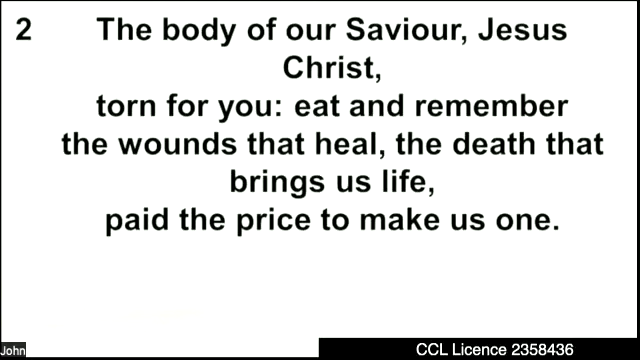 2 The body of our Saviour, Jesus
Christ,
torn for you: eat and remember
the wounds that heal, the death that
brings us life,
paid the price to make us one.
John
CCL Licence 2358436